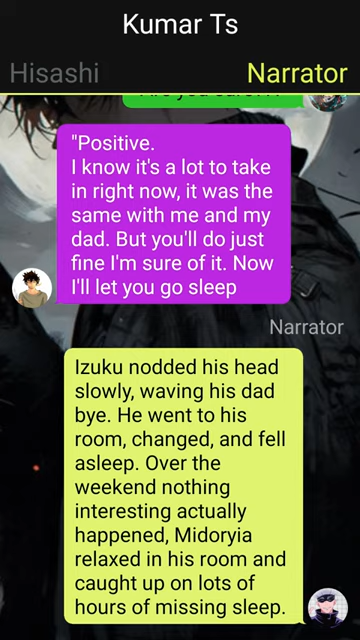 Kumar Ts
Hisashi
Narrator
"Positive.
I know it's a lot to take
in right now, it was the
same with me and my
dad. But you'll do just
fine I'm sure of it. Now
I'll let you go sleep
Narrator
Izuku nodded his head
slowly, waving his dad
bye. He went to his
room, changed, and fell
asleep. Over the
weekend nothing
interesting actually
happened, Midoryia
relaxed in his room and
caught up on lots of
hours of missing sleep.